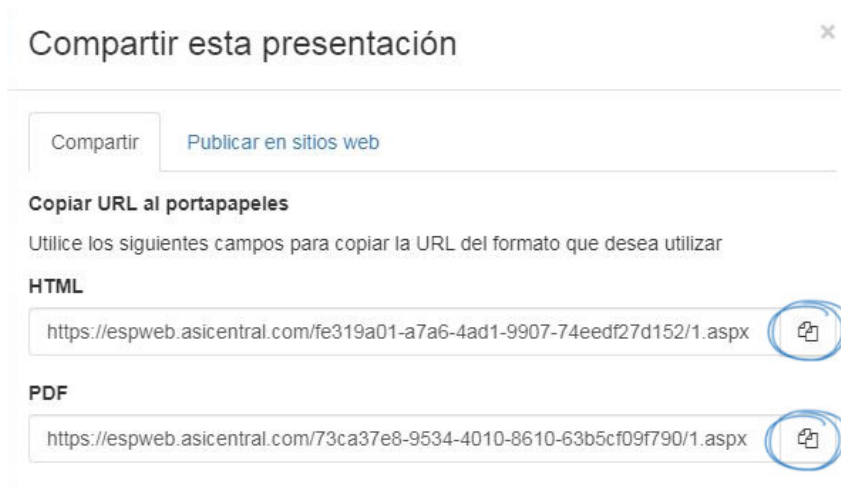 Compartir esta presentación
×
Compartir
Publicar en sitios web
Copiar URL al portapapeles
Utilice los siguientes campos para copiar la URL del formato que desea utilizar
HTML
https://espweb.asicentral.com/fe319a01-a7a6-4ad1-9907-74eedf27d152/1.aspx
PDF
https://espweb.asicentral.com/73ca37e8-9534-4010-8610-63b5cf09f790/1.aspx